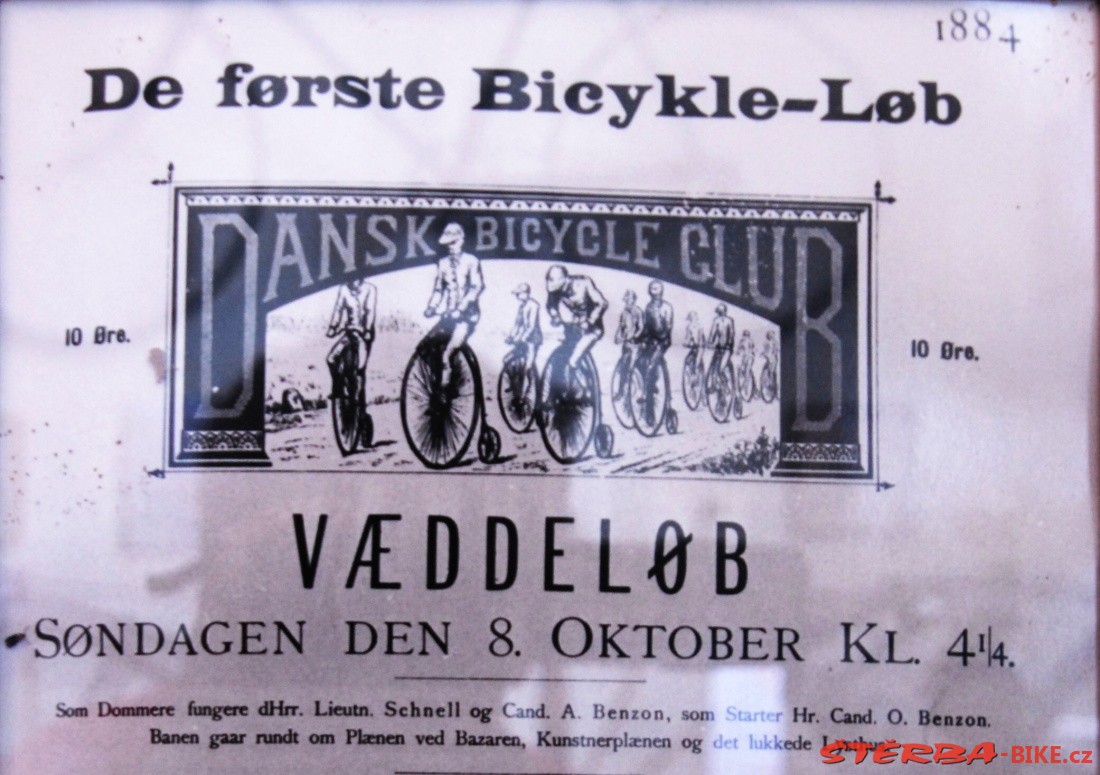 1884
De første Bicykle-Løb
DANSK BICYCLE CLUB
10 Øre.
10 Øre.
VÆDDELØB
SØNDAGEN DEN 8. OKTOBER KL. 4 1/4.
Som Dommere fungere dHrr. Lieutn. Schnell og Cand. A. Benzon, som Starter Hr. Cand. O. Benzon.
Banen gaar rundt om Plænen ved Bazaren, Kunstnerplænen og det lukkede
STERBA-BIKE.cz